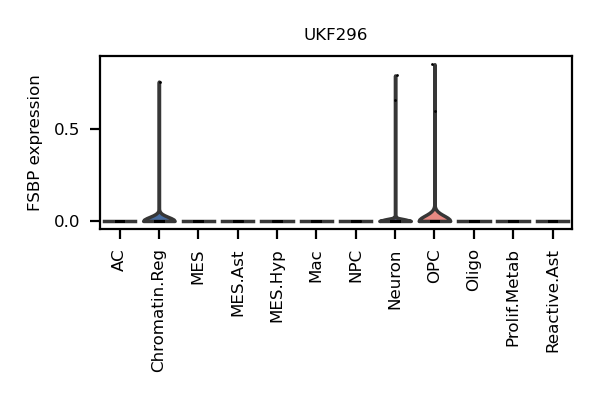 UKF296
FSBP expression
0.5
0.0
AC
Chromatin.Reg
MES
MES.Ast
MES.Hyp
Mac
NPC
Neuron
OPC
Oligo
Prolif.Metab
Reactive.Ast